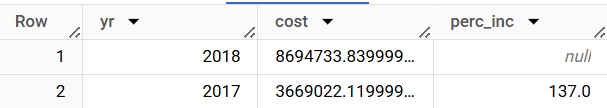 Row yr cost perc_inc
1 2018 8694733.839999... null
2 2017 3669022.119999... 137.0